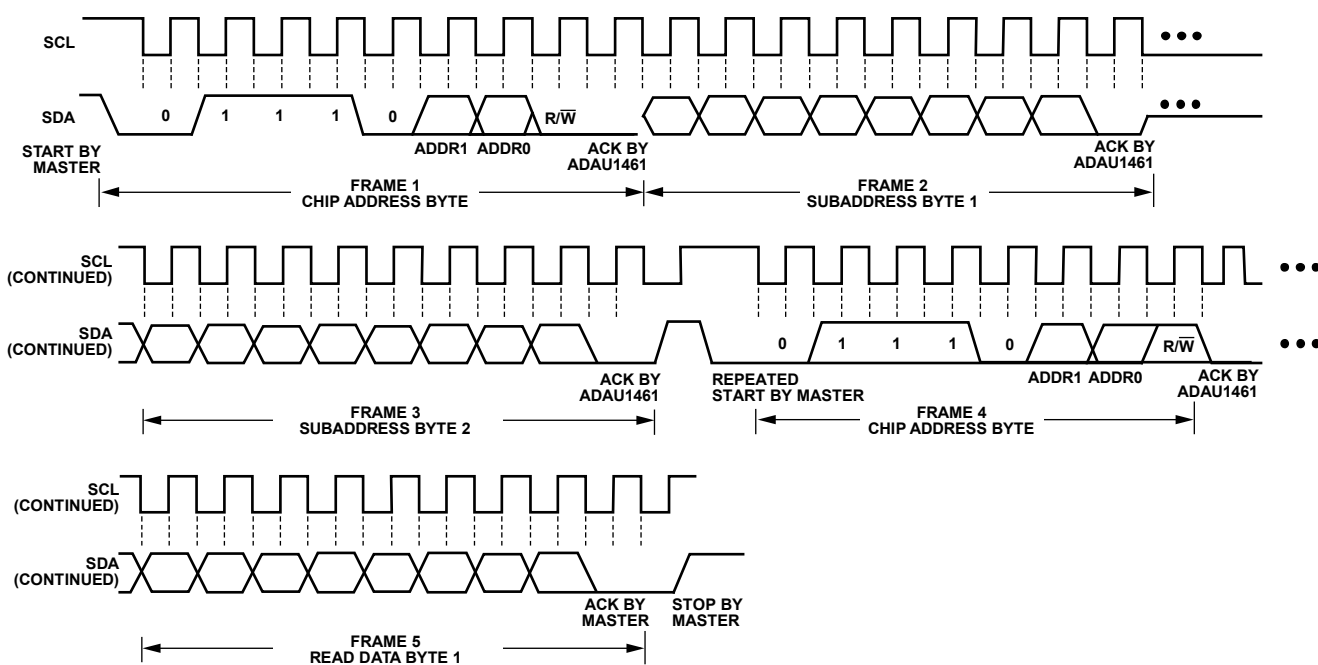 SCL
SDA
0 1 1 1 0 R/W̅
ADDR1 ADDR0
START BY
MASTER
ACK BY
ADAU1461
ACK BY
ADAU1461
FRAME 1
CHIP ADDRESS BYTE
FRAME 2
SUBADDRESS BYTE 1
SCL
(CONTINUED)
SDA
(CONTINUED)
0 1 1 1 0 R/W̅
ACK BY
ADAU1461
REPEATED
START BY MASTER
ADDR1 ADDR0
ACK BY
ADAU1461
FRAME 3
SUBADDRESS BYTE 2
FRAME 4
CHIP ADDRESS BYTE
SCL
(CONTINUED)
SDA
(CONTINUED)
ACK BY
MASTER
STOP BY
MASTER
FRAME 5
READ DATA BYTE 1